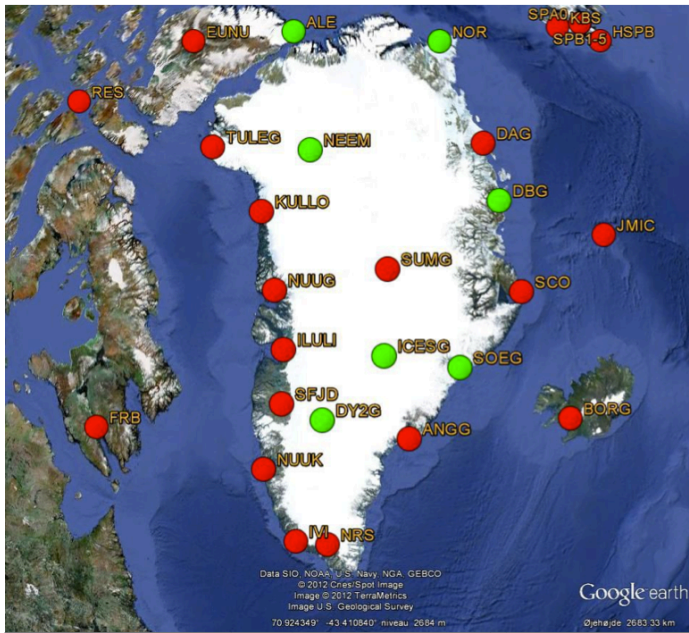 SPA0 KBS
ALE
EUNU
NOR
SPB1-5 HSPB
RES
TULEG
NEEM
DAG
DBG
KULLO
JMIC
SUMG
NUUG
SCO
ILULI
ICESG
SOEG
SFJD
DY2G
FRB
BORG
ANGG
NUUK
IVI
NRS
Data SIO, NOAA, U.S. Navy, NGA, GEBCO
© 2012 Cnes/Spot Image
Image © 2012 TerraMetrics
Image U.S. Geological Survey
Google earth
70 924349° -43 410840° niveau 2684 m
Øjehøjde 2683 33 km